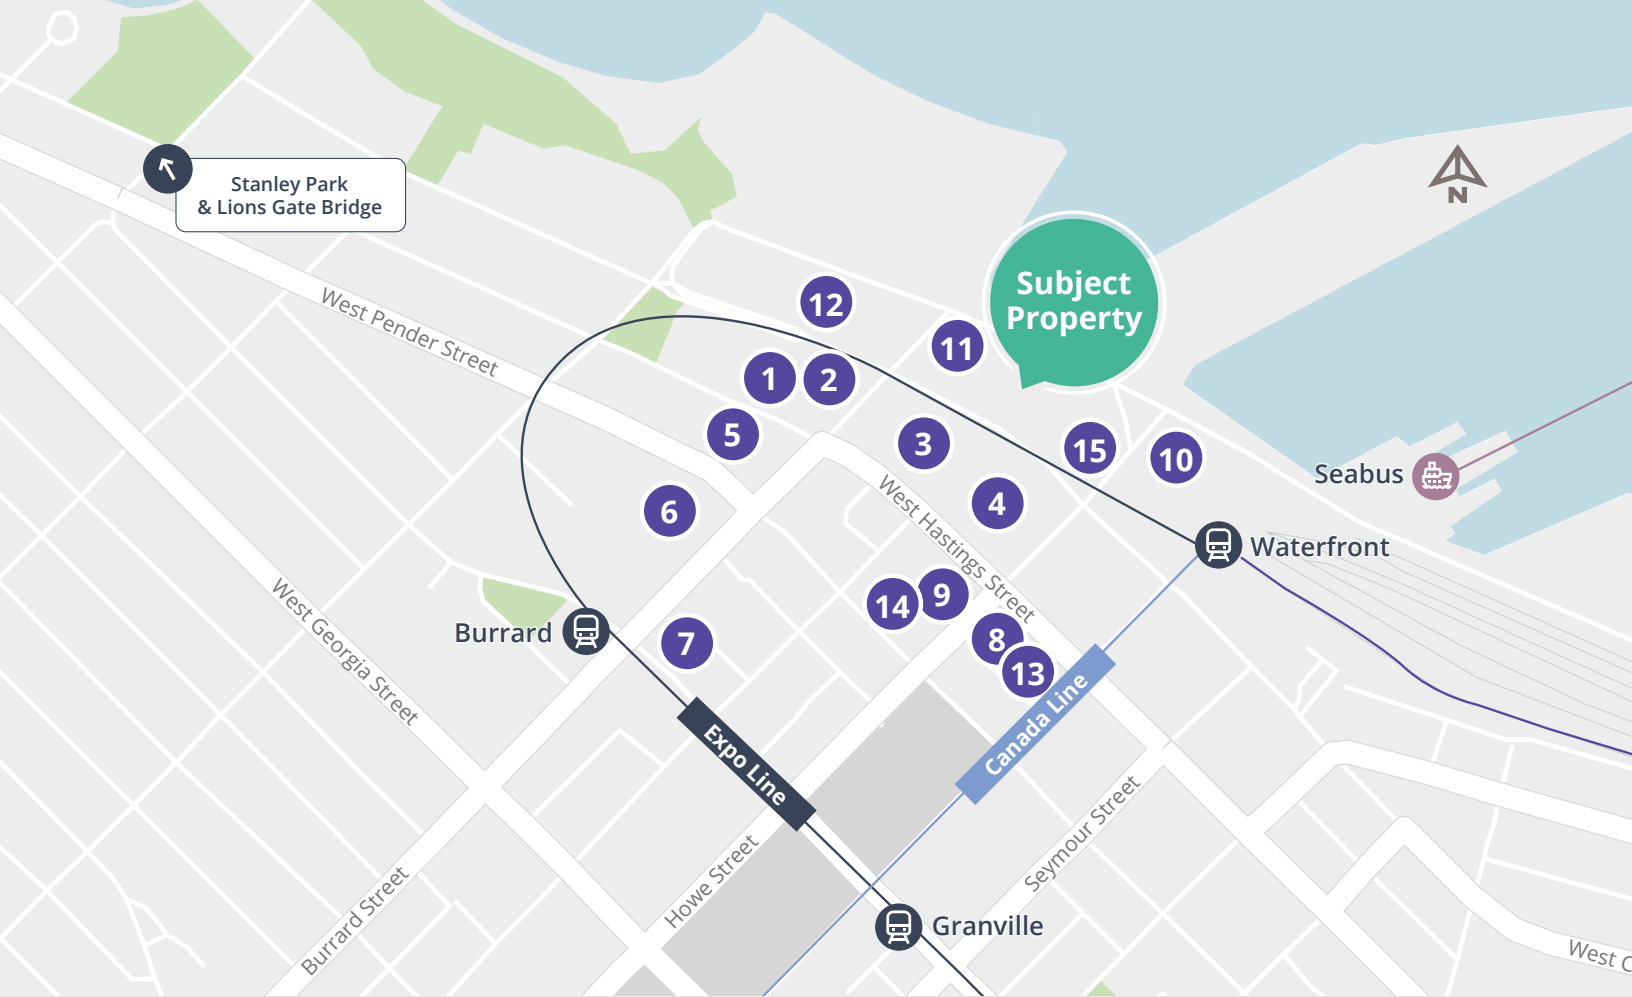 Stanley Park
& Lions Gate Bridge
N
Subject
Property
12
11
West Pender Street
1
2
5
3
15
10
Seabus
6
4
West Hastings Street
Waterfront
14
9
Burrard
7
8
13
West Georgia Street
Canada Line
Expo Line
Seymour Street
Howe Street
Burrard Street
Granville
West C